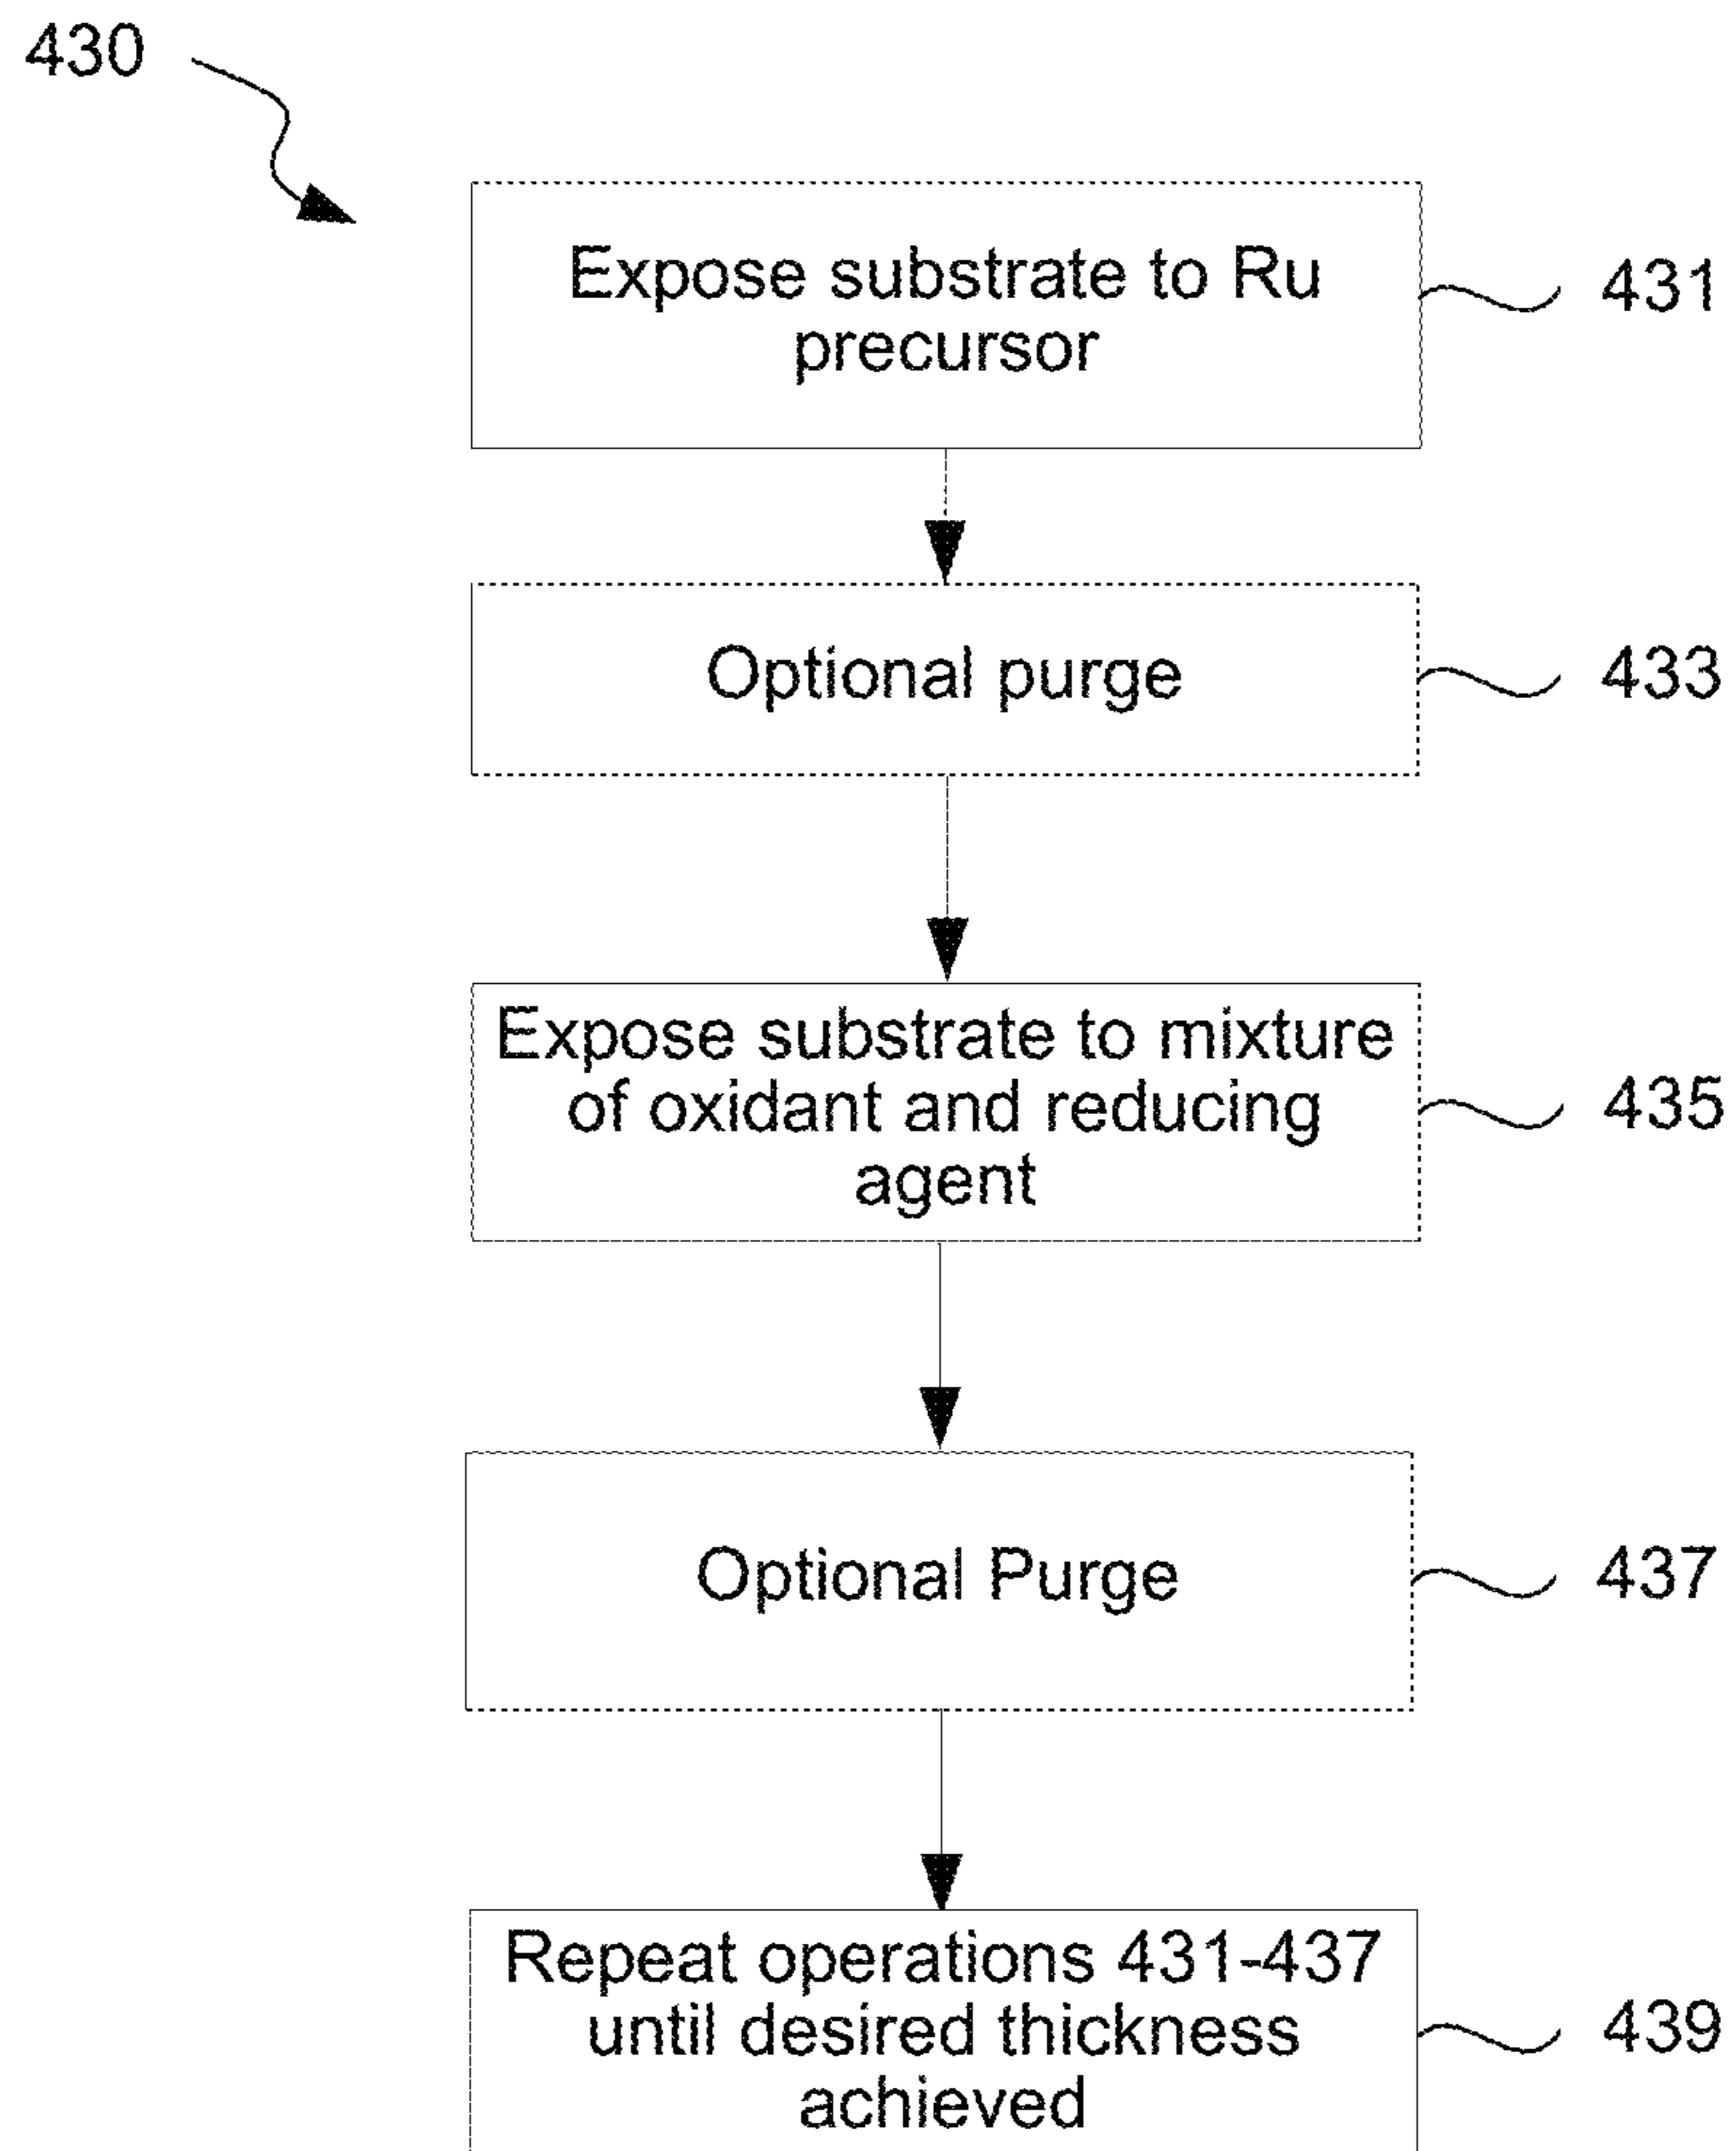 430
Expose substrate to Ru
precursor
431
Optional purge
433
Expose substrate to mixture
of oxidant and reducing
agent
435
Optional Purge
437
Repeat operations 431-437
until desired thickness
achieved
439